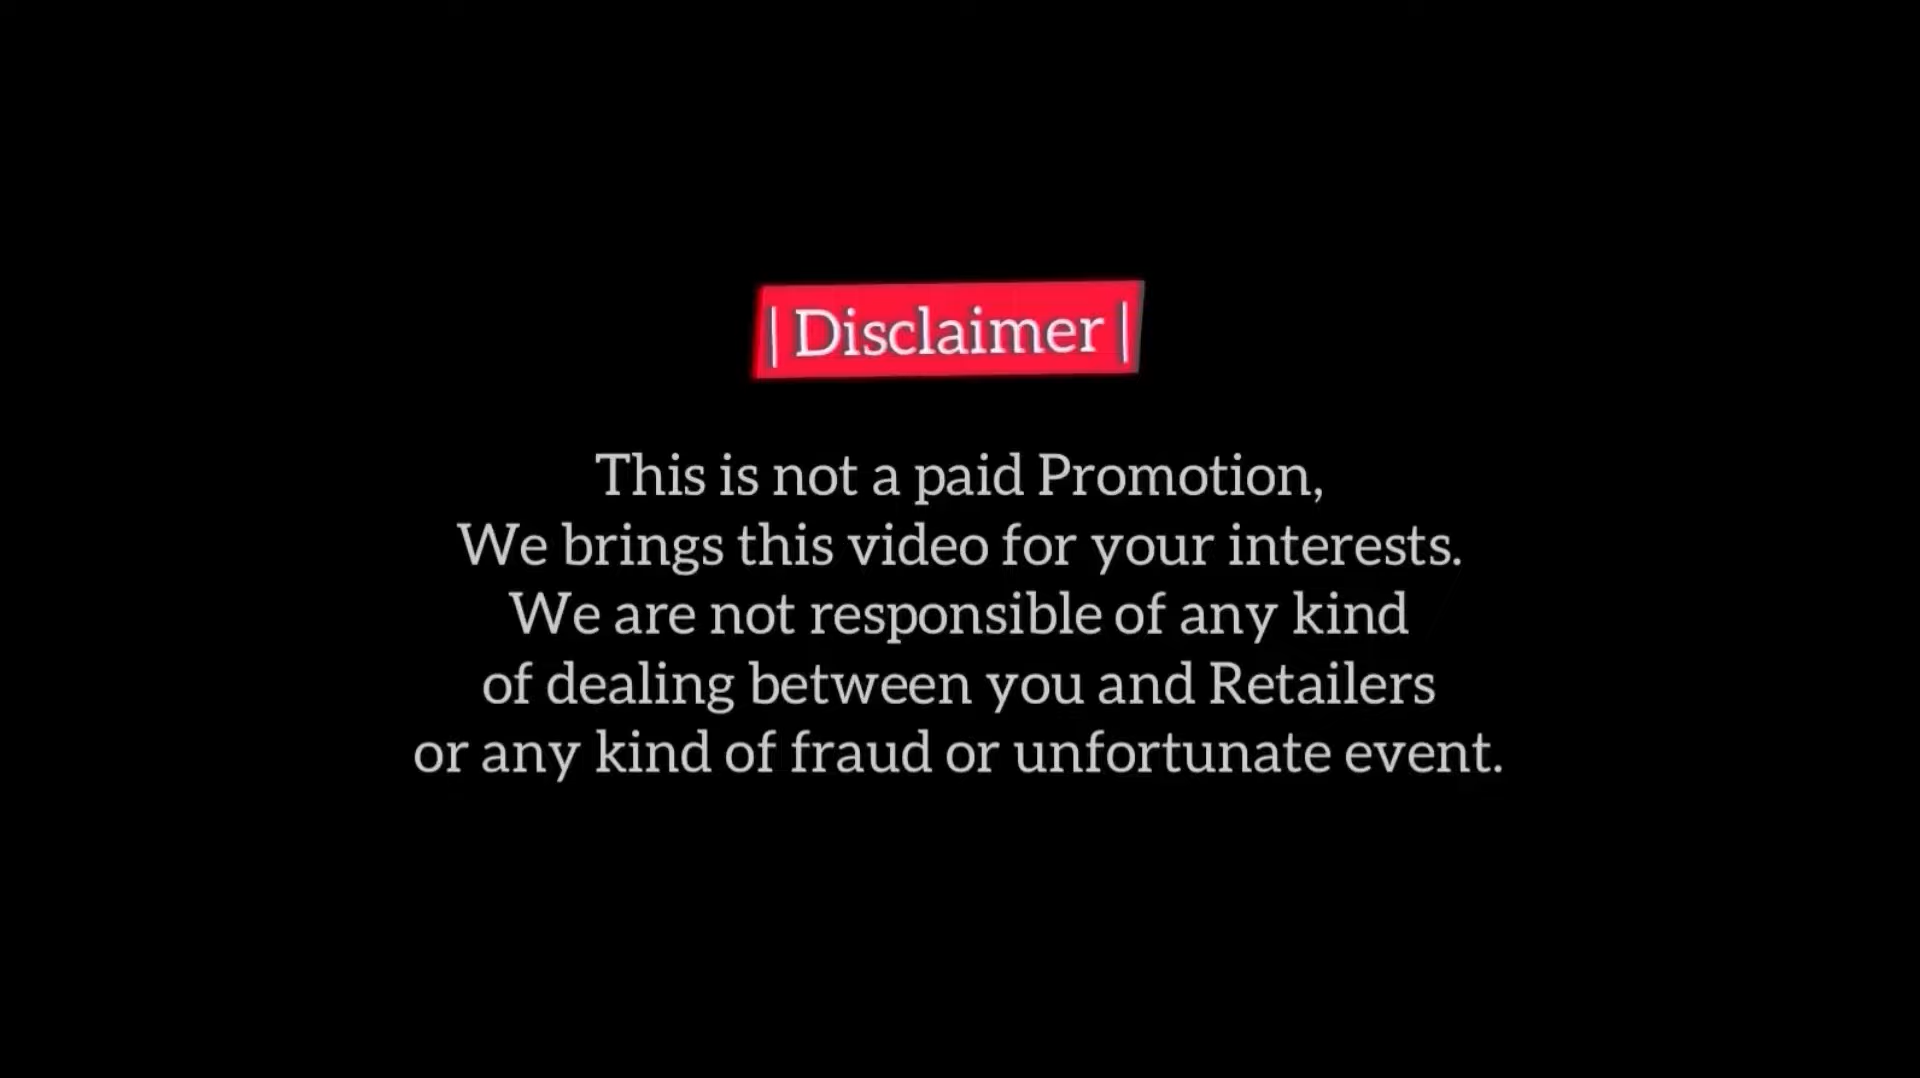 | Disclaimer |
This is not a paid Promotion,
We brings this video for your interests.
We are not responsible of any kind
of dealing between you and Retailers
or any kind of fraud or unfortunate event.